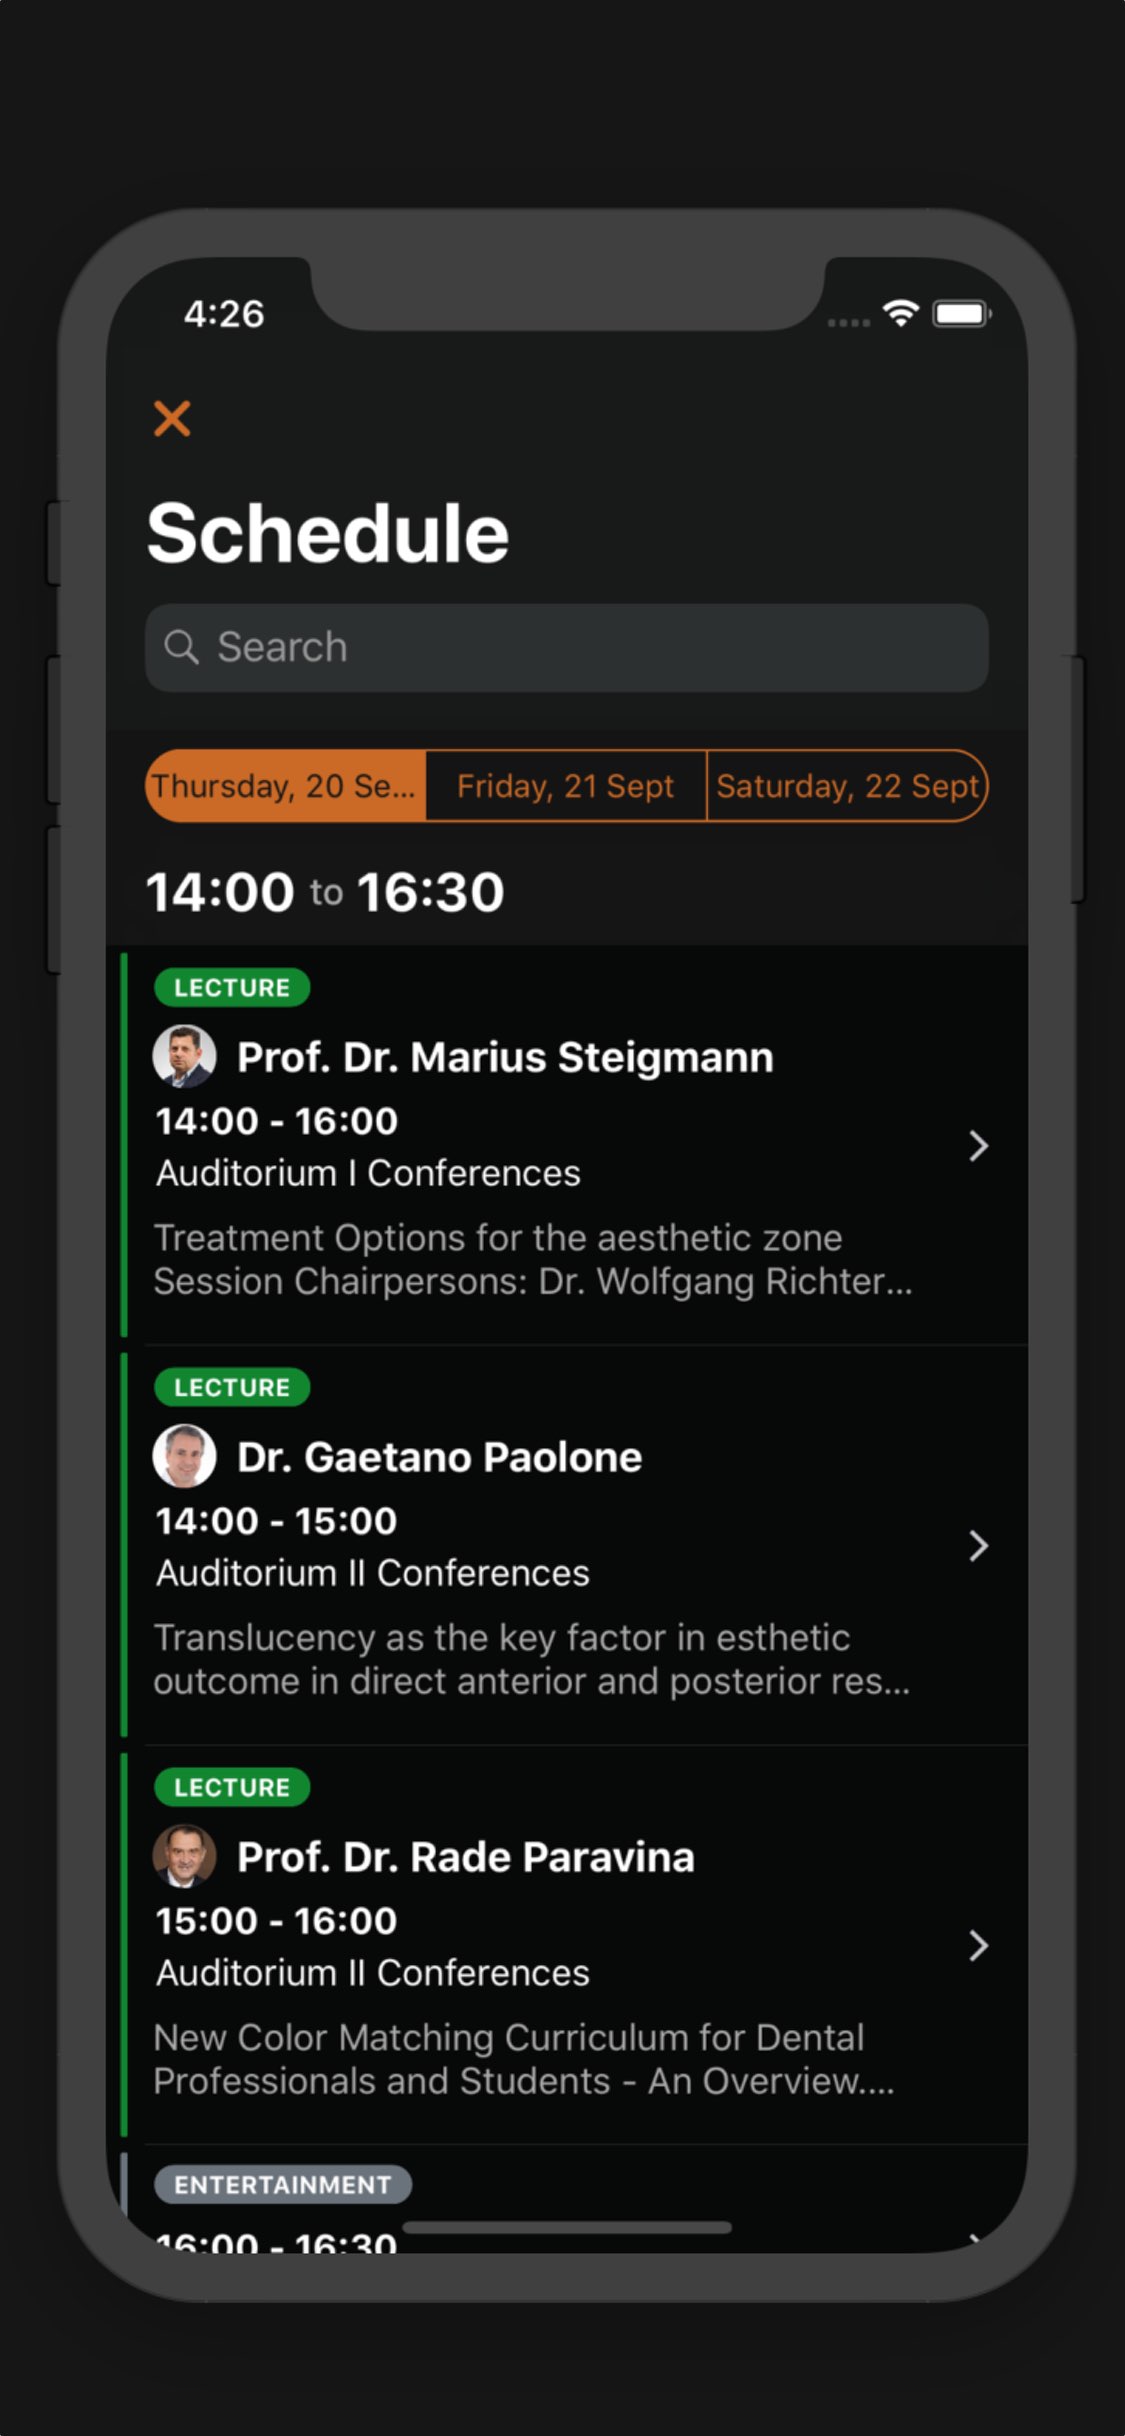 4:26
Schedule
Search
Thursday, 20 Se...
Friday, 21 Sept
Saturday, 22 Sept
14:00 to 16:30
LECTURE
Prof. Dr. Marius Steigmann
14:00 - 16:00
Auditorium I Conferences
Treatment Options for the aesthetic zone
Session Chairpersons: Dr. Wolfgang Richter...
LECTURE
Dr. Gaetano Paolone
14:00 - 15:00
Auditorium II Conferences
Translucency as the key factor in esthetic
outcome in direct anterior and posterior res...
LECTURE
Prof. Dr. Rade Paravina
15:00 - 16:00
Auditorium II Conferences
New Color Matching Curriculum for Dental
Professionals and Students - An Overview....
ENTERTAINMENT
16:00 - 16:30